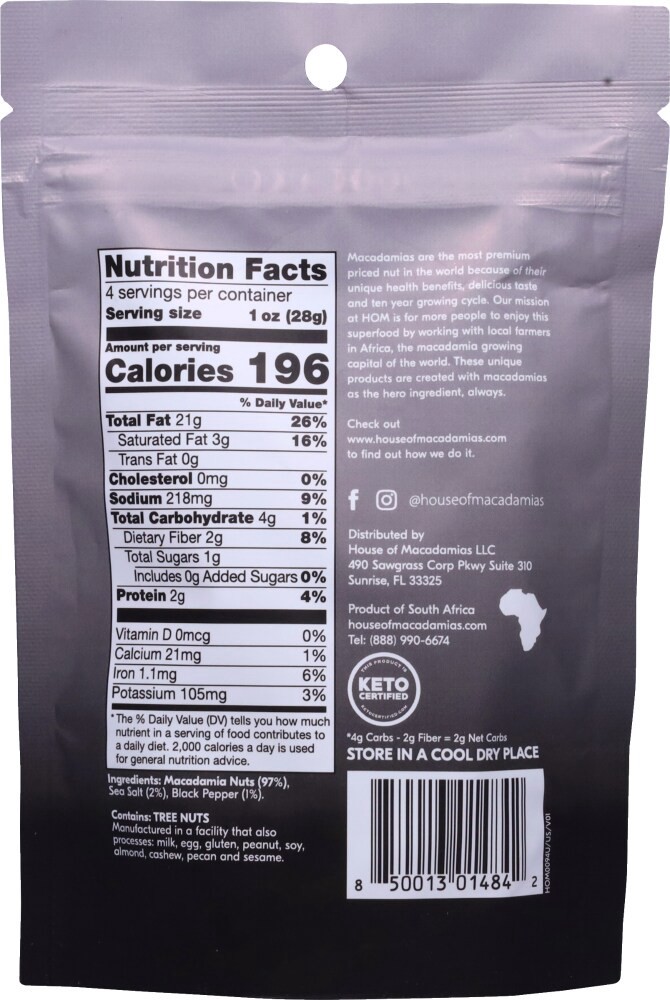 Nutrition Facts
4 servings per container
Serving size 1 oz (28g)
Amount per serving
Calories 196
% Daily Value*
Total Fat 21g 26%
Saturated Fat 3g 16%
Trans Fat 0g
Cholesterol 0mg 0%
Sodium 218mg 9%
Total Carbohydrate 4g 1%
Dietary Fiber 2g 8%
Total Sugars 1g
Includes 0g Added Sugars 0%
Protein 2g 4%
Vitamin D 0mcg 0%
Calcium 21mg 1%
Iron 1.1mg 6%
Potassium 105mg 3%
*The % Daily Value (DV) tells you how much
nutrient in a serving of food contributes to
a daily diet. 2,000 calories a day is used
for general nutrition advice.
Ingredients: Macadamia Nuts (97%),
Sea Salt (2%), Black Pepper (1%).
Contains: TREE NUTS
Manufactured in a facility that also
processes: milk, egg, gluten, peanut, soy,
almond, cashew, pecan and sesame.
Macadamias are the most premium
priced nut in the world because of their
unique health benefits, delicious taste
and ten year growing cycle. Our mission
at HOM is for more people to enjoy this
superfood by working with local farmers
in Africa, the macadamia growing
capital of the world. These unique
products are created with macadamias
as the hero ingredient, always.
Check out
www.houseofmacadamias.com
to find out how we do it.
@houseofmacadamias
Distributed by
House of Macadamias LLC
490 Sawgrass Corp Pkwy Suite 310
Sunrise, FL 33325
Product of South Africa
houseofmacadamias.com
Tel: (888) 990-6674
THIS PRODUCT IS
KETO
CERTIFIED
KETOCERTIFIED.COM
*4g Carbs - 2g Fiber = 2g Net Carbs
STORE IN A COOL DRY PLACE
8 50013 01484 2
HOM0094U/US/V01